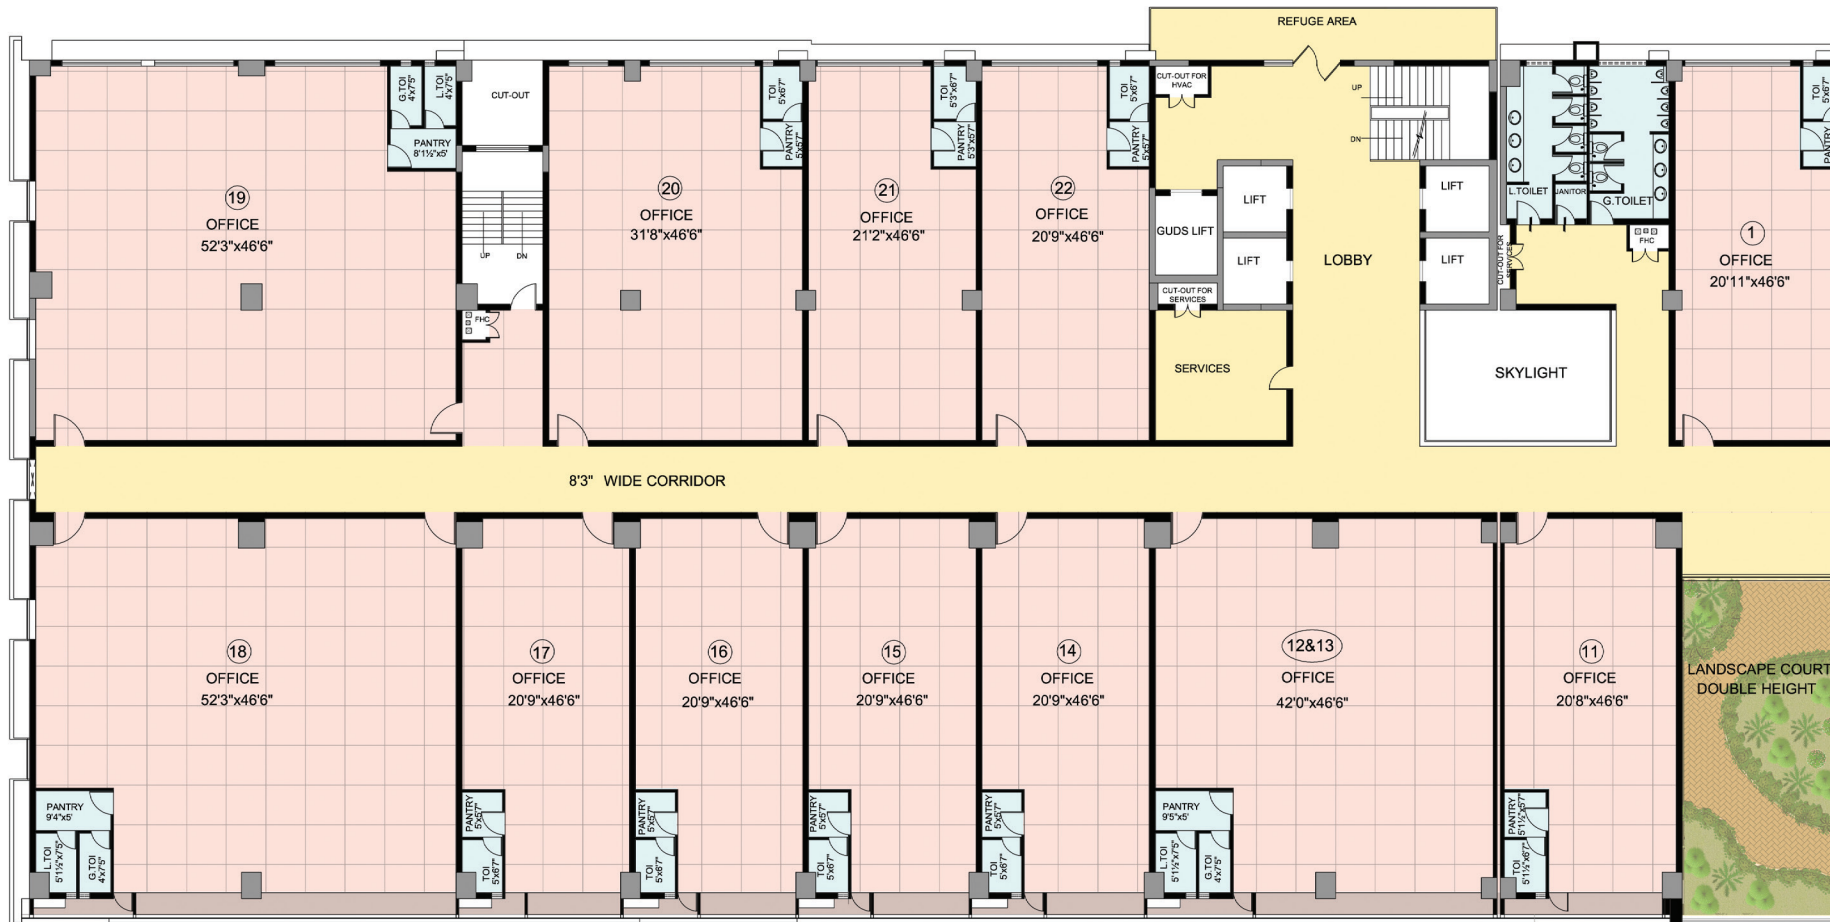 REFUGE AREA
CUT-OUT FOR
HVAC
UP
DN
G.TOI
4'x7'5"
L.TOI
4'x7'5"
PANTRY
8'1½"x5'
CUT-OUT
TOI
5'x6'7"
PANTRY
5'x5'7"
TOI
5'3"x6'7"
PANTRY
5'3"x5'7"
TOI
5'x6'7"
PANTRY
5'x5'7"
TOI
5'x6'7"
PANTRY
19
OFFICE
52'3"x46'6"
UP
DN
FHC
20
OFFICE
31'8"x46'6"
21
OFFICE
21'2"x46'6"
22
OFFICE
20'9"x46'6"
GUDS LIFT
LIFT
LIFT
LIFT
LIFT
CUT-OUT FOR
SERVICES
LOBBY
SERVICES
L.TOILET
JANITOR
G.TOILET
CUT-OUT FOR
SERVICES
FHC
SKYLIGHT
1
OFFICE
20'11"x46'6"
8'3" WIDE CORRIDOR
18
OFFICE
52'3"x46'6"
17
OFFICE
20'9"x46'6"
16
OFFICE
20'9"x46'6"
15
OFFICE
20'9"x46'6"
14
OFFICE
20'9"x46'6"
12&13
OFFICE
42'0"x46'6"
11
OFFICE
20'8"x46'6"
LANDSCAPE COURT
DOUBLE HEIGHT
PANTRY
9'4"x5'
L.TOI
5'1½"x7'5"
G.TOI
4'x7'5"
PANTRY
5'x5'7"
TOI
5'x6'7"
PANTRY
5'x5'7"
TOI
5'x6'7"
PANTRY
5'x5'7"
TOI
5'x6'7"
PANTRY
5'x5'7"
TOI
5'x6'7"
PANTRY
9'5"x5'
L.TOI
5'1½"x7'5"
G.TOI
4'x7'5"
PANTRY
5'1½"x5'7"
TOI
5'1½"x6'7"